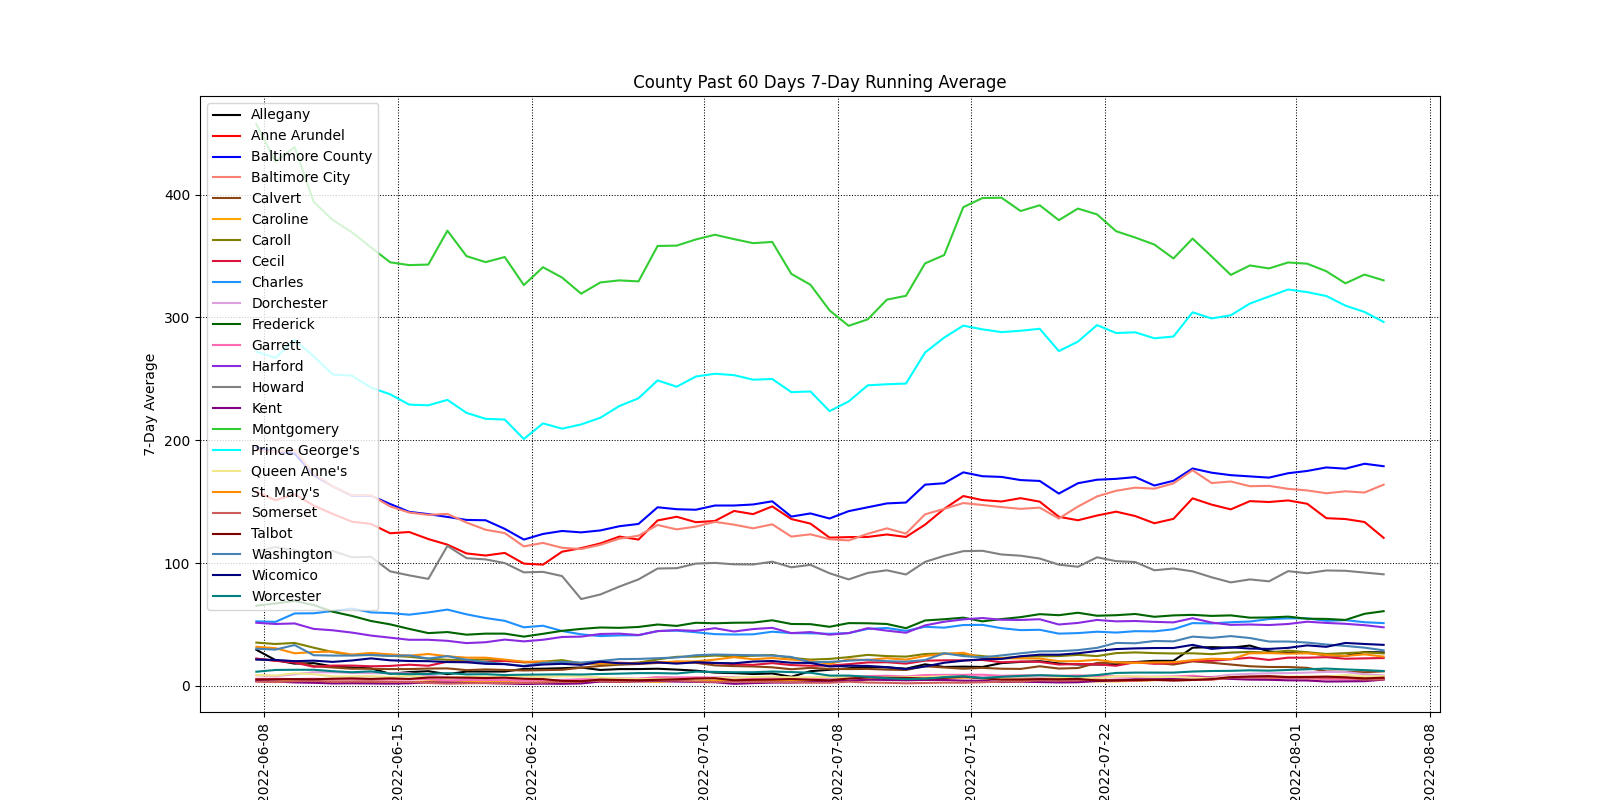 County Past 60 Days 7-Day Running Average
Allegany
Anne Arundel
Baltimore County
Baltimore City
Calvert
Caroline
Caroll
Cecil
Charles
Dorchester
Frederick
Garrett
Harford
Howard
Kent
Montgomery
Prince George's
Queen Anne's
St. Mary's
Somerset
Talbot
Washington
Wicomico
Worcester
7-Day Average
400
300
200
100
0
2022-06-08
2022-06-15
2022-06-22
2022-07-01
2022-07-08
2022-07-15
2022-07-22
2022-08-01
2022-08-08